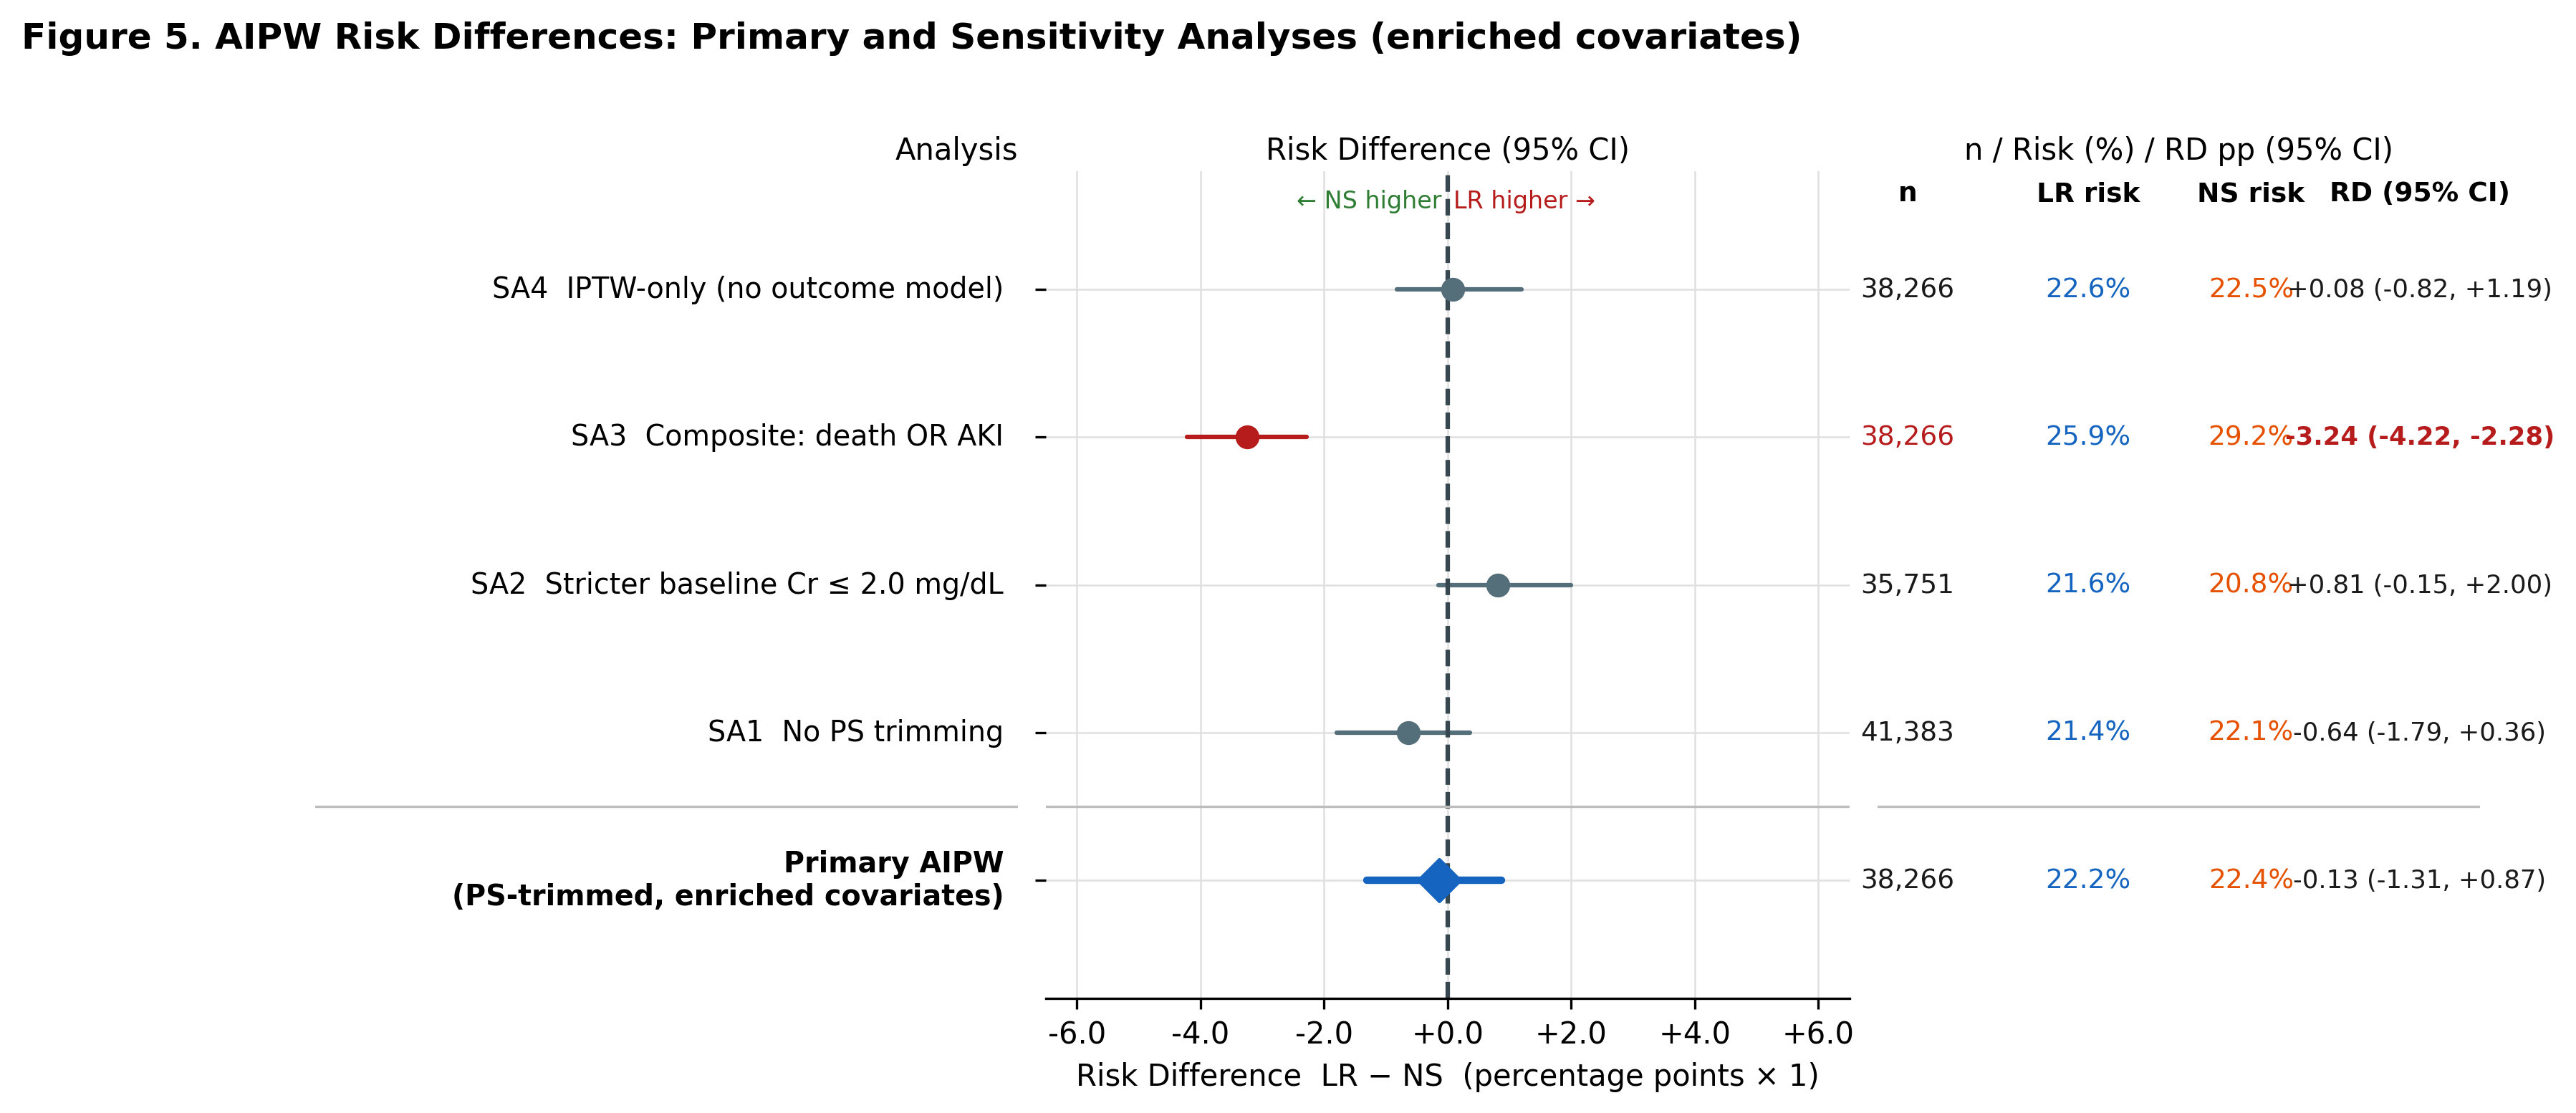 Figure 5. AIPW Risk Differences: Primary and Sensitivity Analyses (enriched covariates)
Analysis
Risk Difference (95% CI)
n / Risk (%) / RD pp (95% CI)
← NS higher
LR higher →
n
LR risk
NS risk
RD (95% CI)
SA4 IPTW-only (no outcome model)
38,266
22.6%
22.5%
+0.08 (-0.82, +1.19)
SA3 Composite: death OR AKI
38,266
25.9%
29.2%
-3.24 (-4.22, -2.28)
SA2 Stricter baseline Cr ≤ 2.0 mg/dL
35,751
21.6%
20.8%
+0.81 (-0.15, +2.00)
SA1 No PS trimming
41,383
21.4%
22.1%
-0.64 (-1.79, +0.36)
Primary AIPW
(PS-trimmed, enriched covariates)
38,266
22.2%
22.4%
-0.13 (-1.31, +0.87)
-6.0
-4.0
-2.0
+0.0
+2.0
+4.0
+6.0
Risk Difference LR − NS (percentage points × 1)